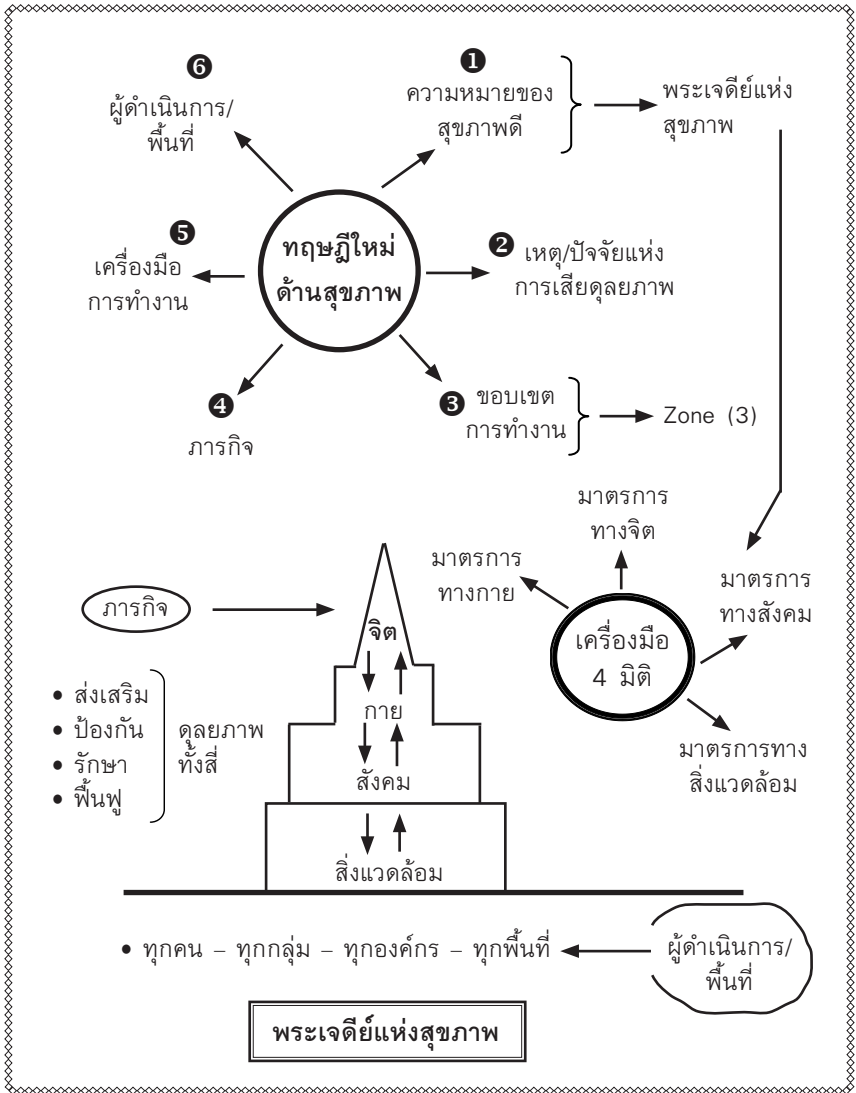 ❶
ความหมายของ
สุขภาพดี
พระเจดีย์แห่ง
สุขภาพ
❻
ผู้ดำเนินการ/
พื้นที่
ทฤษฎีใหม่
ด้านสุขภาพ
❺
เครื่องมือ
การทำงาน
❷ เหตุ/ปัจจัยแห่ง
การเสียดุลยภาพ
❹
ภารกิจ
❸ ขอบเขต
การทำงาน
Zone (3)
มาตรการ
ทางจิต
มาตรการ
ทางกาย
มาตรการ
ทางสังคม
เครื่องมือ
4 มิติ
มาตรการทาง
สิ่งแวดล้อม
ภารกิจ
• ส่งเสริม
• ป้องกัน
• รักษา
• ฟื้นฟู
ดุลยภาพ
ทั้งสี่
จิต
กาย
สังคม
สิ่งแวดล้อม
• ทุกคน – ทุกกลุ่ม – ทุกองค์กร – ทุกพื้นที่
ผู้ดำเนินการ/
พื้นที่
พระเจดีย์แห่งสุขภาพ